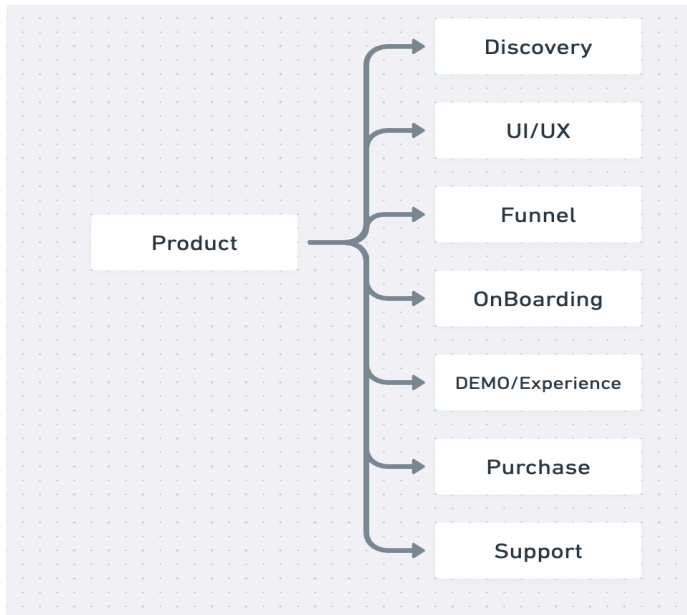 Discovery
UI/UX
Funnel
Product
OnBoarding
DEMO/Experience
Purchase
Support